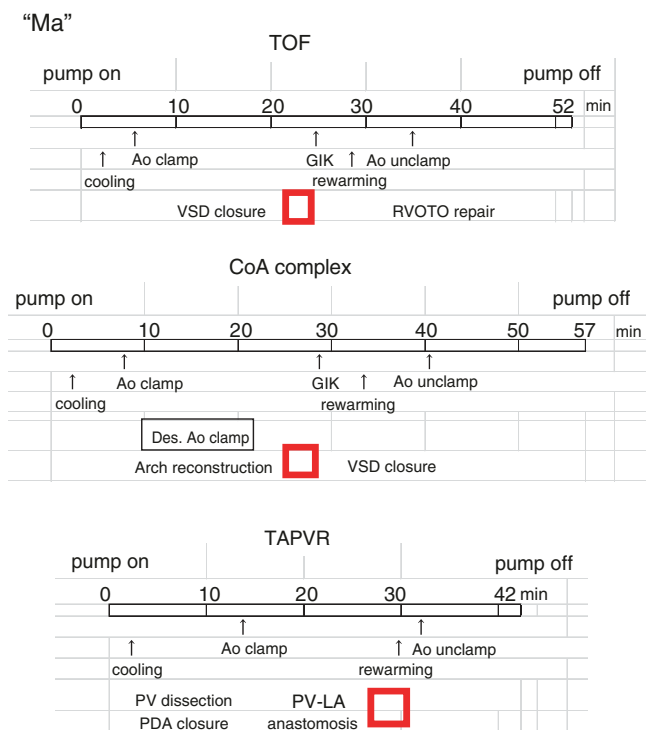 “Ma”
TOF
pump on pump off
0 10 20 30 40 52 min
↑ ↑ ↑
↑ Ao clamp GIK ↑ Ao unclamp
cooling rewarming
VSD closure RVOTO repair
CoA complex
pump on pump off
0 10 20 30 40 50 57 min
↑ ↑ ↑
↑ Ao clamp GIK ↑ Ao unclamp
cooling rewarming
Des. Ao clamp
Arch reconstruction VSD closure
TAPVR
pump on pump off
0 10 20 30 42 min
↑ ↑
↑ Ao clamp ↑ Ao unclamp
cooling rewarming
PV dissection PV-LA
PDA closure anastomosis